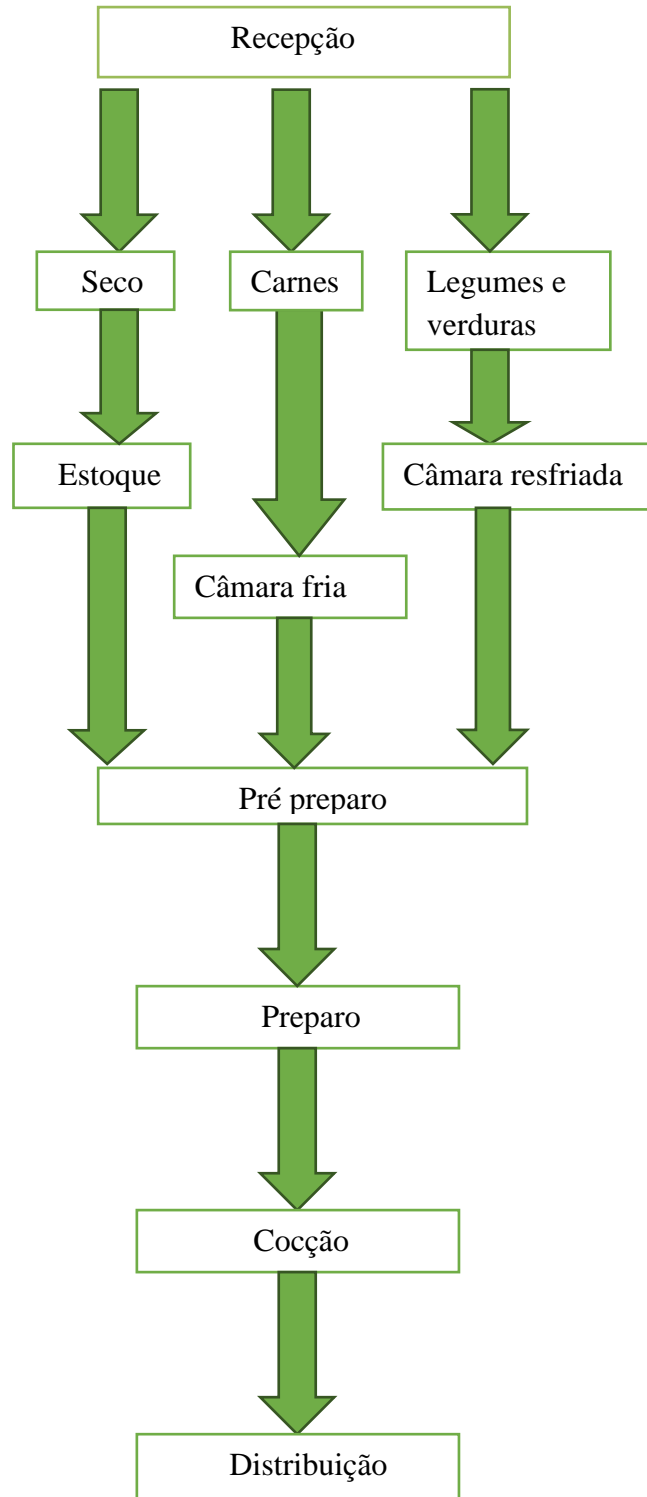 Recepção
Seco
Carnes
Legumes e
verduras
Estoque
Câmara resfriada
Câmara fria
Pré preparo
Preparo
Cocção
Distribuição